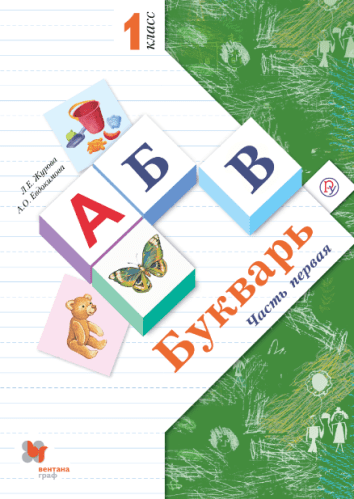 1
класс
Л.Е. Журова
А.О. Евдокимова
А
Б
В
Букварь
Часть первая
вентана
граф